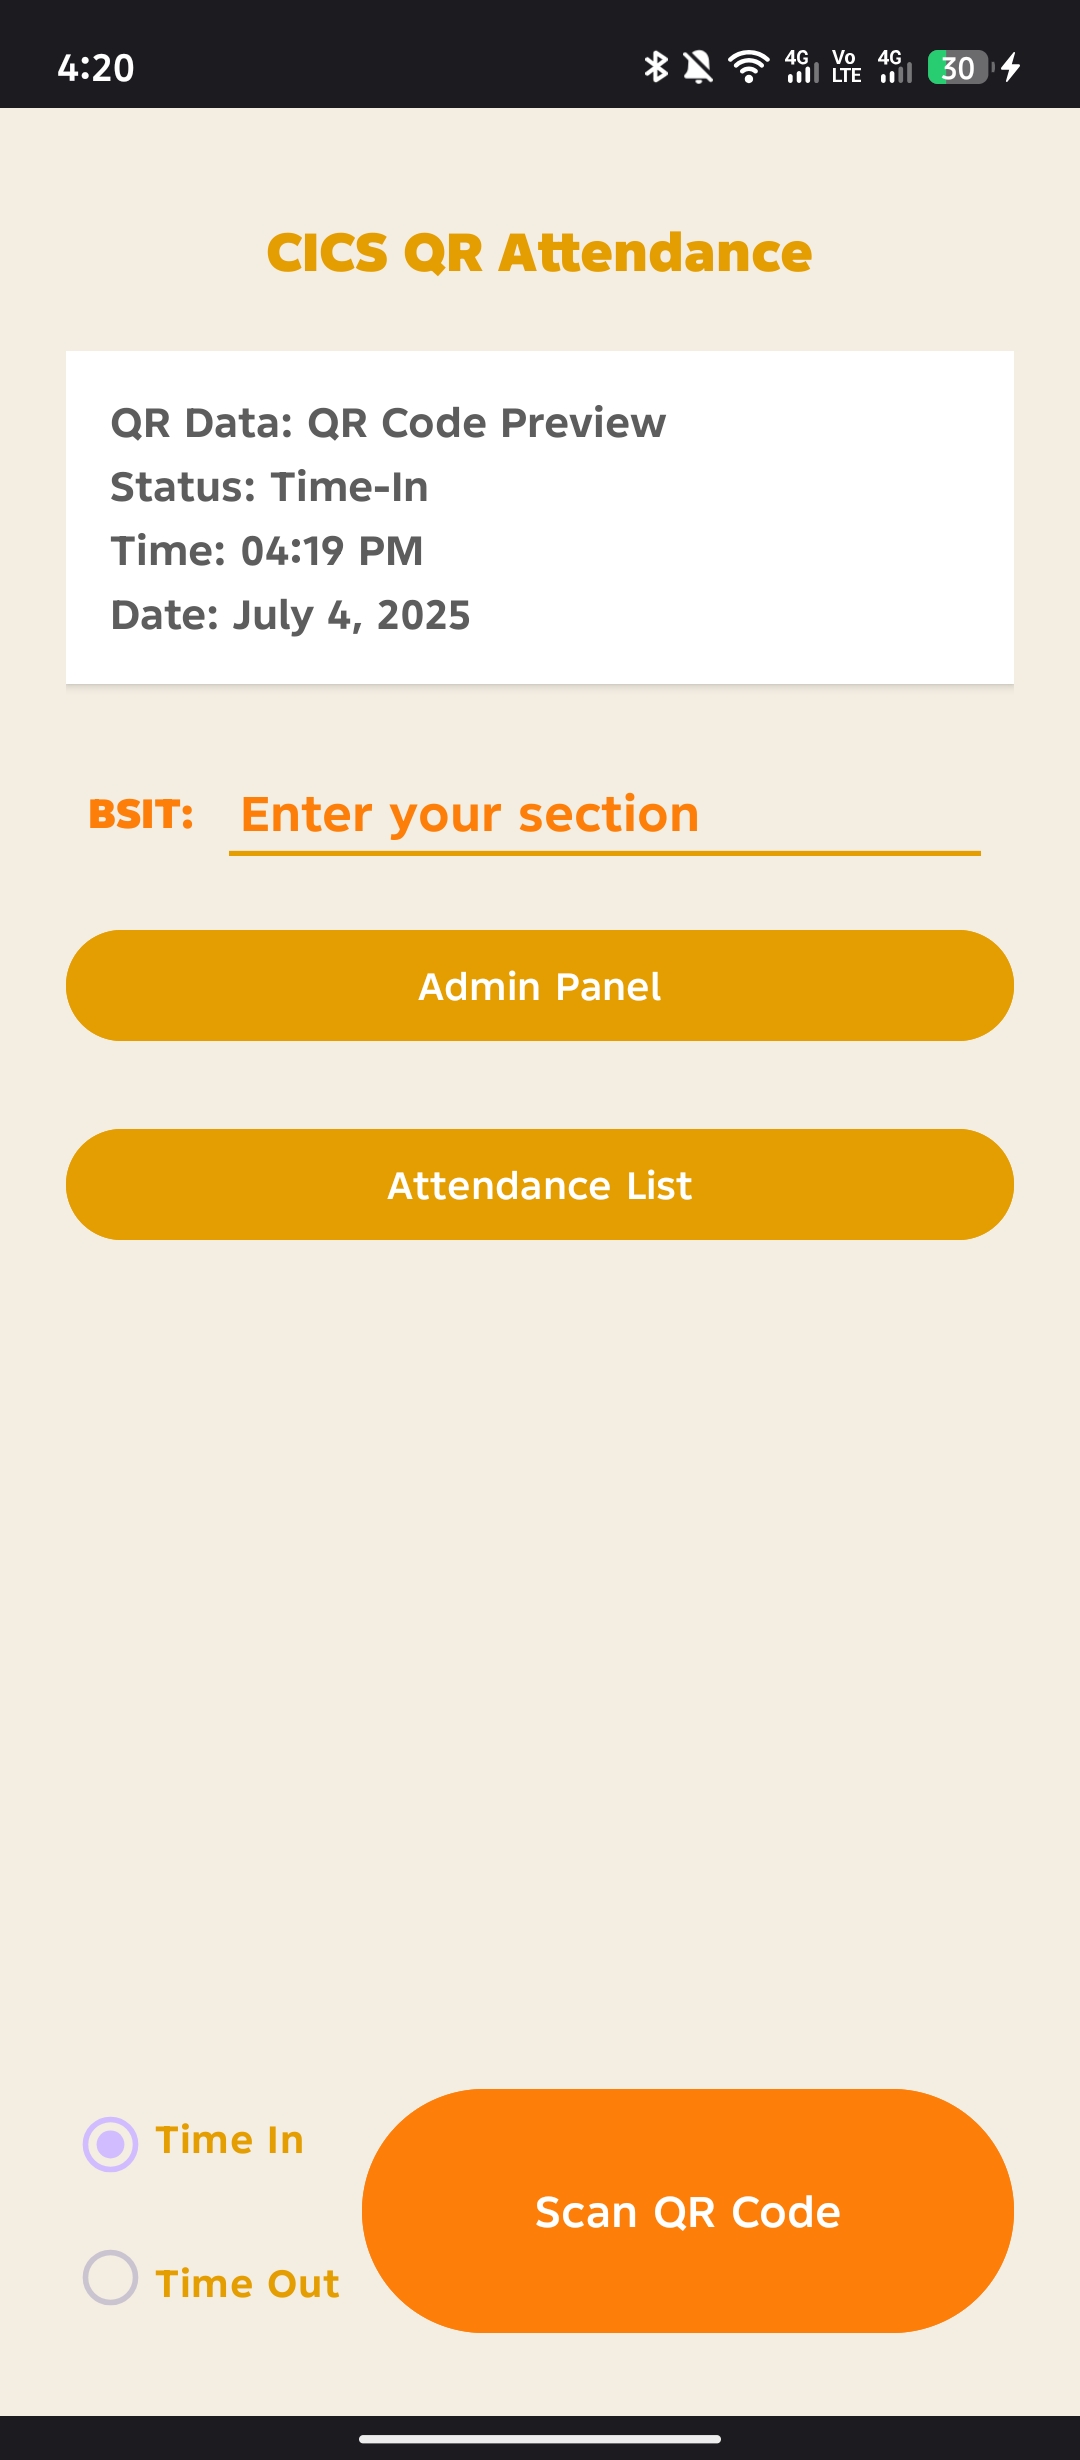 4:20
4G Vo LTE 4G 30
CICS QR Attendance
QR Data: QR Code Preview
Status: Time-In
Time: 04:19 PM
Date: July 4, 2025
BSIT: Enter your section
Admin Panel
Attendance List
Time In
Scan QR Code
Time Out